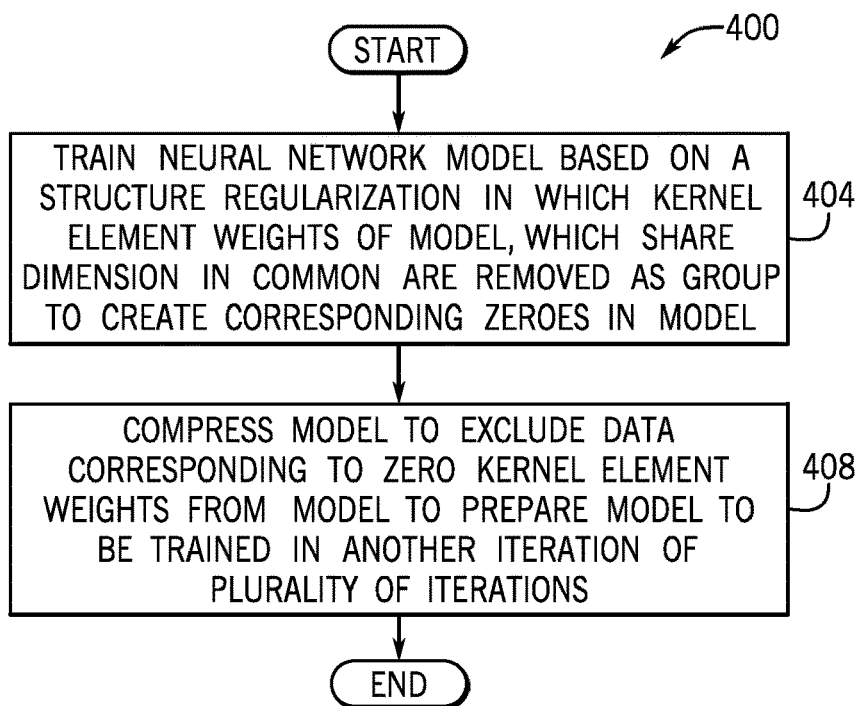 START
400
TRAIN NEURAL NETWORK MODEL BASED ON A
STRUCTURE REGULARIZATION IN WHICH KERNEL
ELEMENT WEIGHTS OF MODEL, WHICH SHARE
DIMENSION IN COMMON ARE REMOVED AS GROUP
TO CREATE CORRESPONDING ZEROES IN MODEL
404
COMPRESS MODEL TO EXCLUDE DATA
CORRESPONDING TO ZERO KERNEL ELEMENT
WEIGHTS FROM MODEL TO PREPARE MODEL TO
BE TRAINED IN ANOTHER ITERATION OF
PLURALITY OF ITERATIONS
408
END